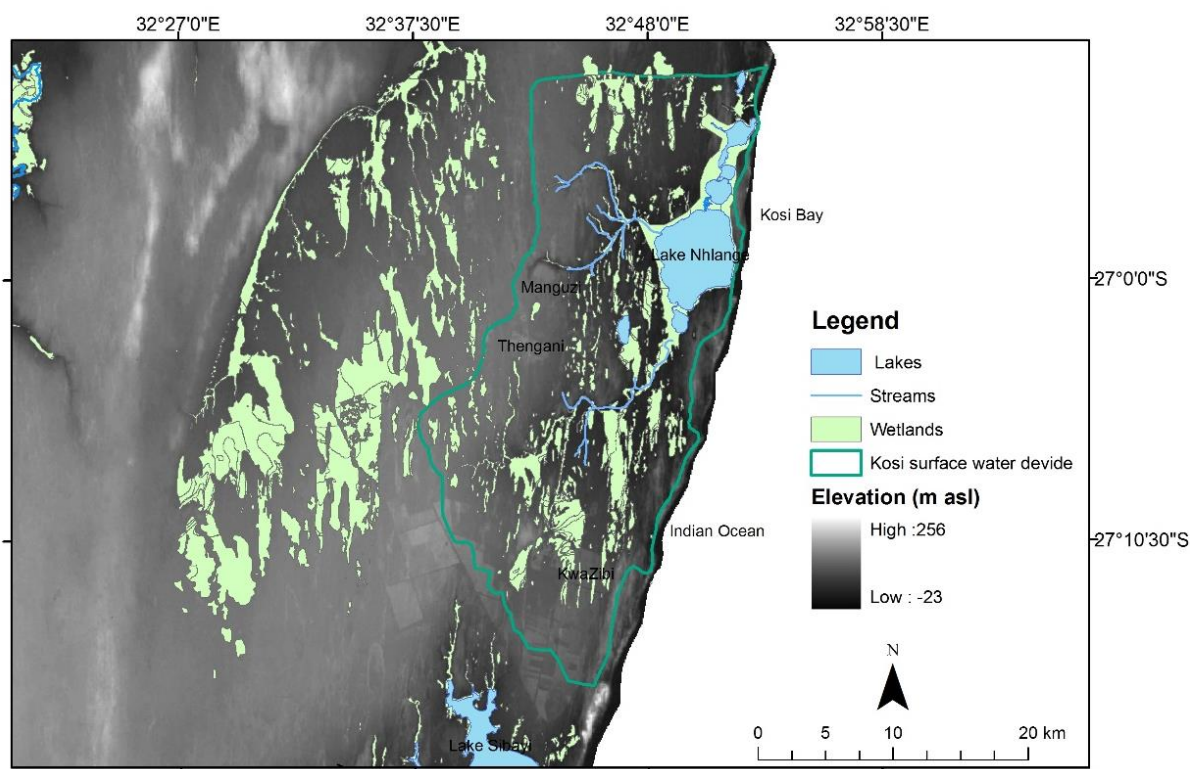 32°27'0"E
32°37'30"E
32°48'0"E
32°58'30"E
Kosi Bay
Lake Nhlange
27°0'0"S
Manguzi
Legend
Thengani
Lakes
Streams
Wetlands
Kosi surface water devide
Elevation (m asl)
High :256
Indian Ocean
27°10'30"S
KwaZibi
Low : -23
N
0 5 10 20 km
Lake Sibayi